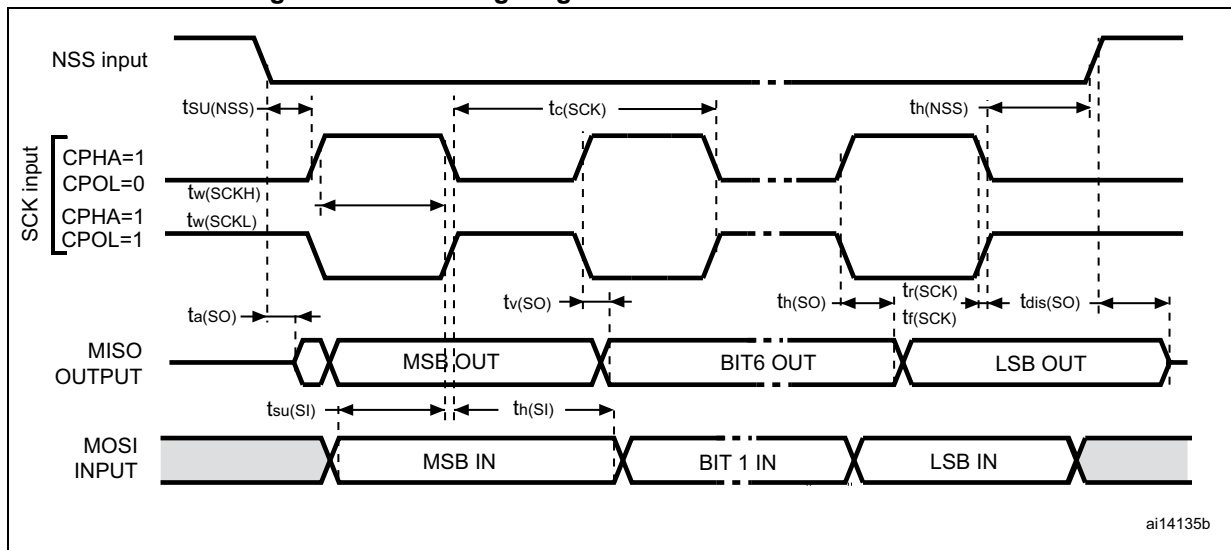 NSS input
tSU(NSS)
tc(SCK)
th(NSS)
SCK input
CPHA=1
CPOL=0
tw(SCKH)
CPHA=1
tw(SCKL)
CPOL=1
ta(SO)
tv(SO)
th(SO)
tr(SCK)
tf(SCK)
tdis(SO)
MISO
OUTPUT
MSB OUT
BIT6 OUT
LSB OUT
tsu(SI)
th(SI)
MOSI
INPUT
MSB IN
BIT 1 IN
LSB IN
ai14135b